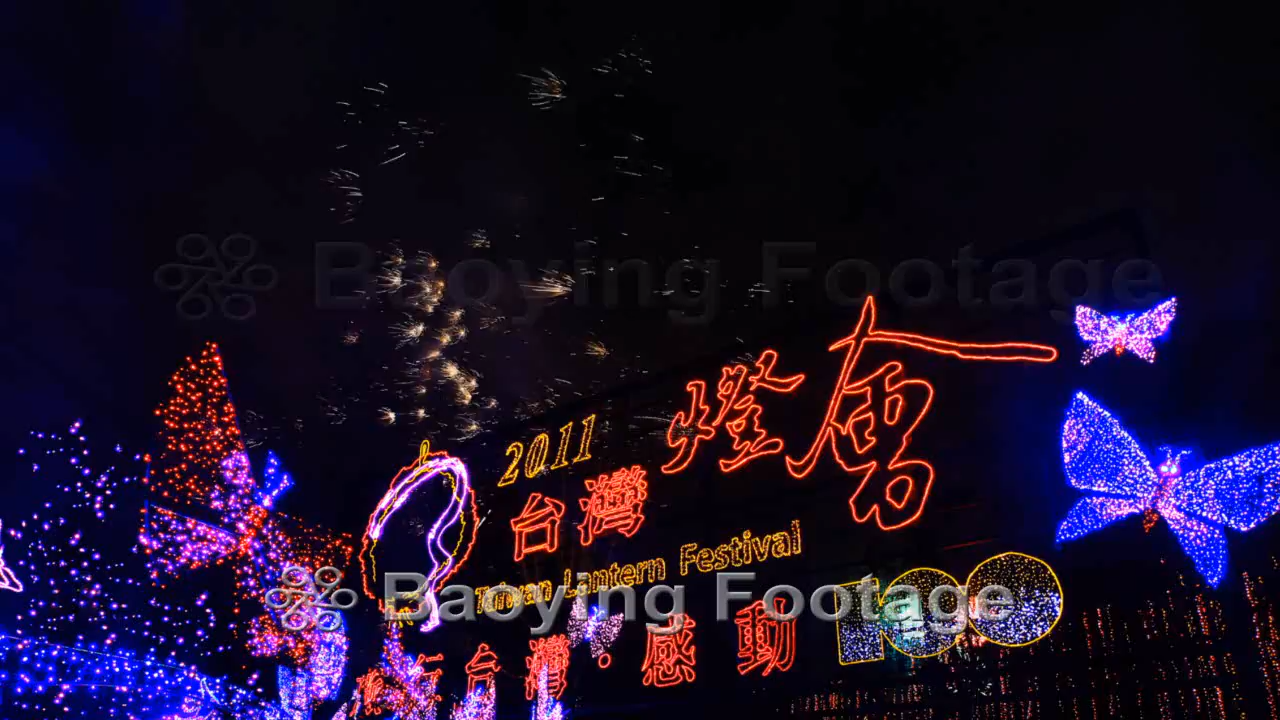 Baoying Footage
2011
台灣 燈會
Taiwan Lantern Festival
台灣·感動 100
Baoying Footage